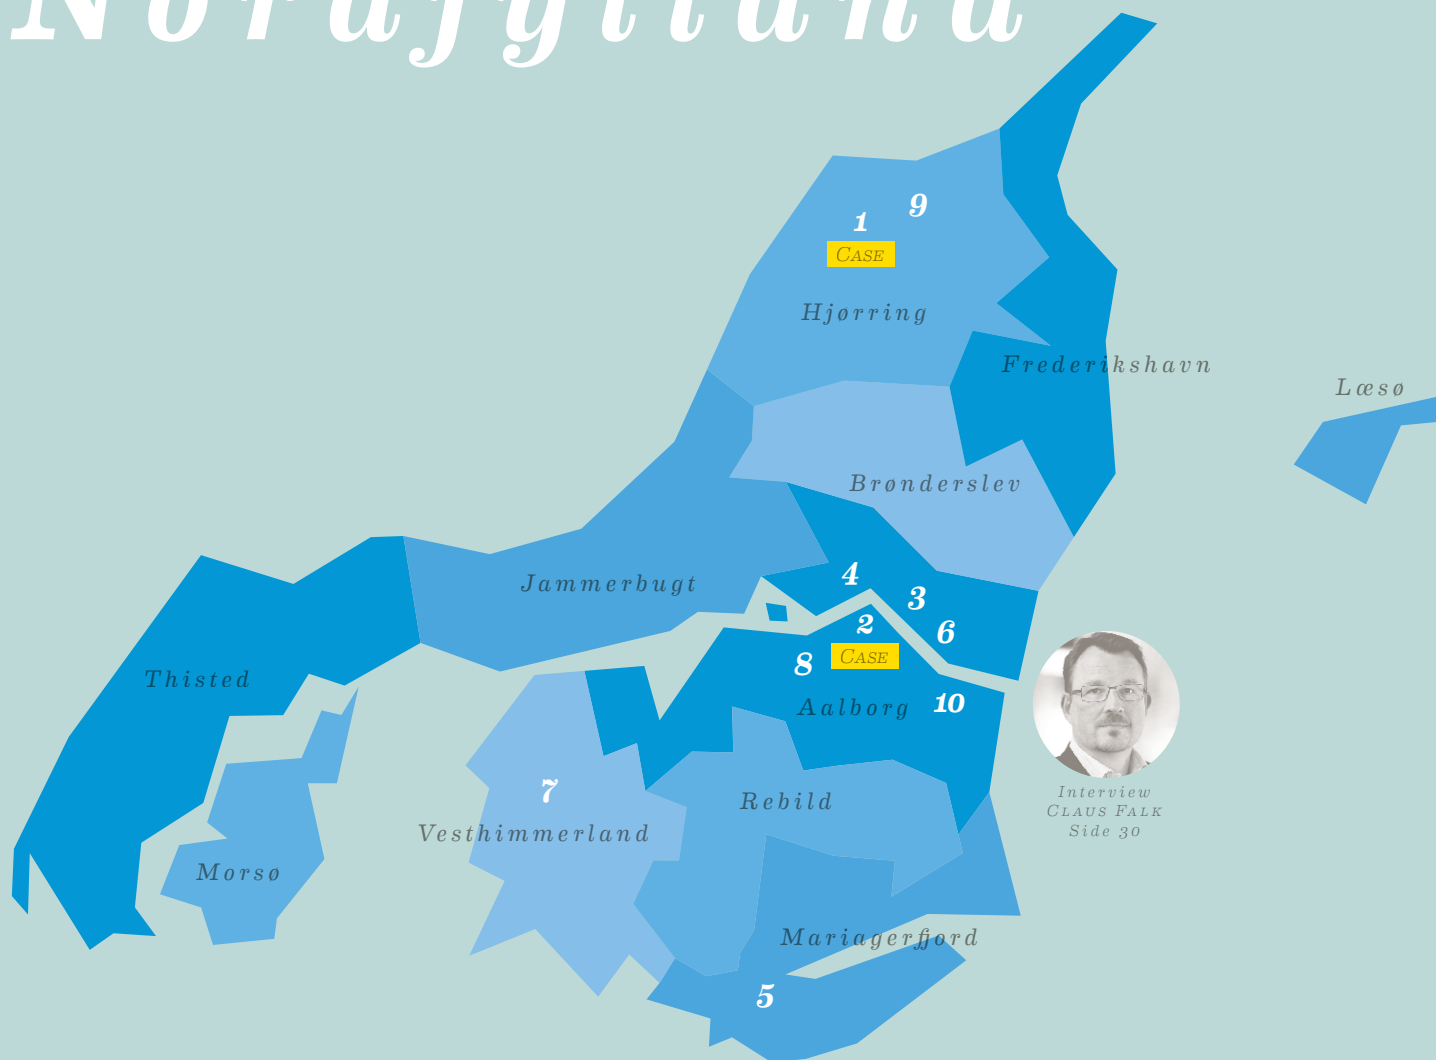 Nordjylland
9
1
CASE
Hjørring
Frederikshavn
Læsø
Brønderslev
4
Jammerbugt
3
2
6
CASE
8
Thisted
10
Aalborg
7
Interview
CLAUS FALK
Side 30
Rebild
Vesthimmerland
Morsø
Mariagerfjord
5